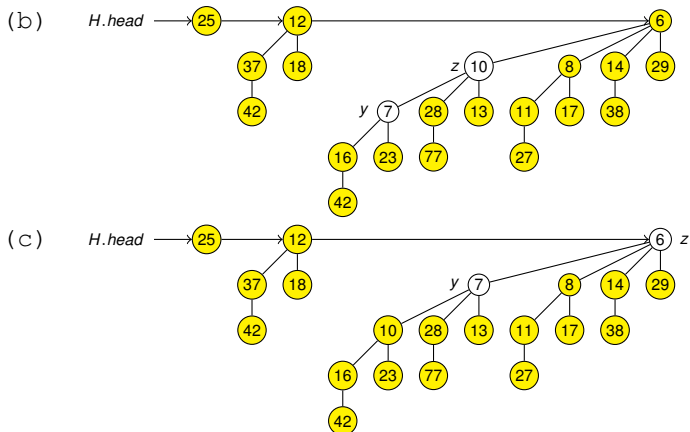 (b) H.head 25 12 6
37 18 z 10 8 14 29
42 y 7 28 13 11 17 38
16 23 77 27
42
(c) H.head 25 12 6 z
37 18 y 7 8 14 29
42 10 28 13 11 17 38
16 23 77 27
42